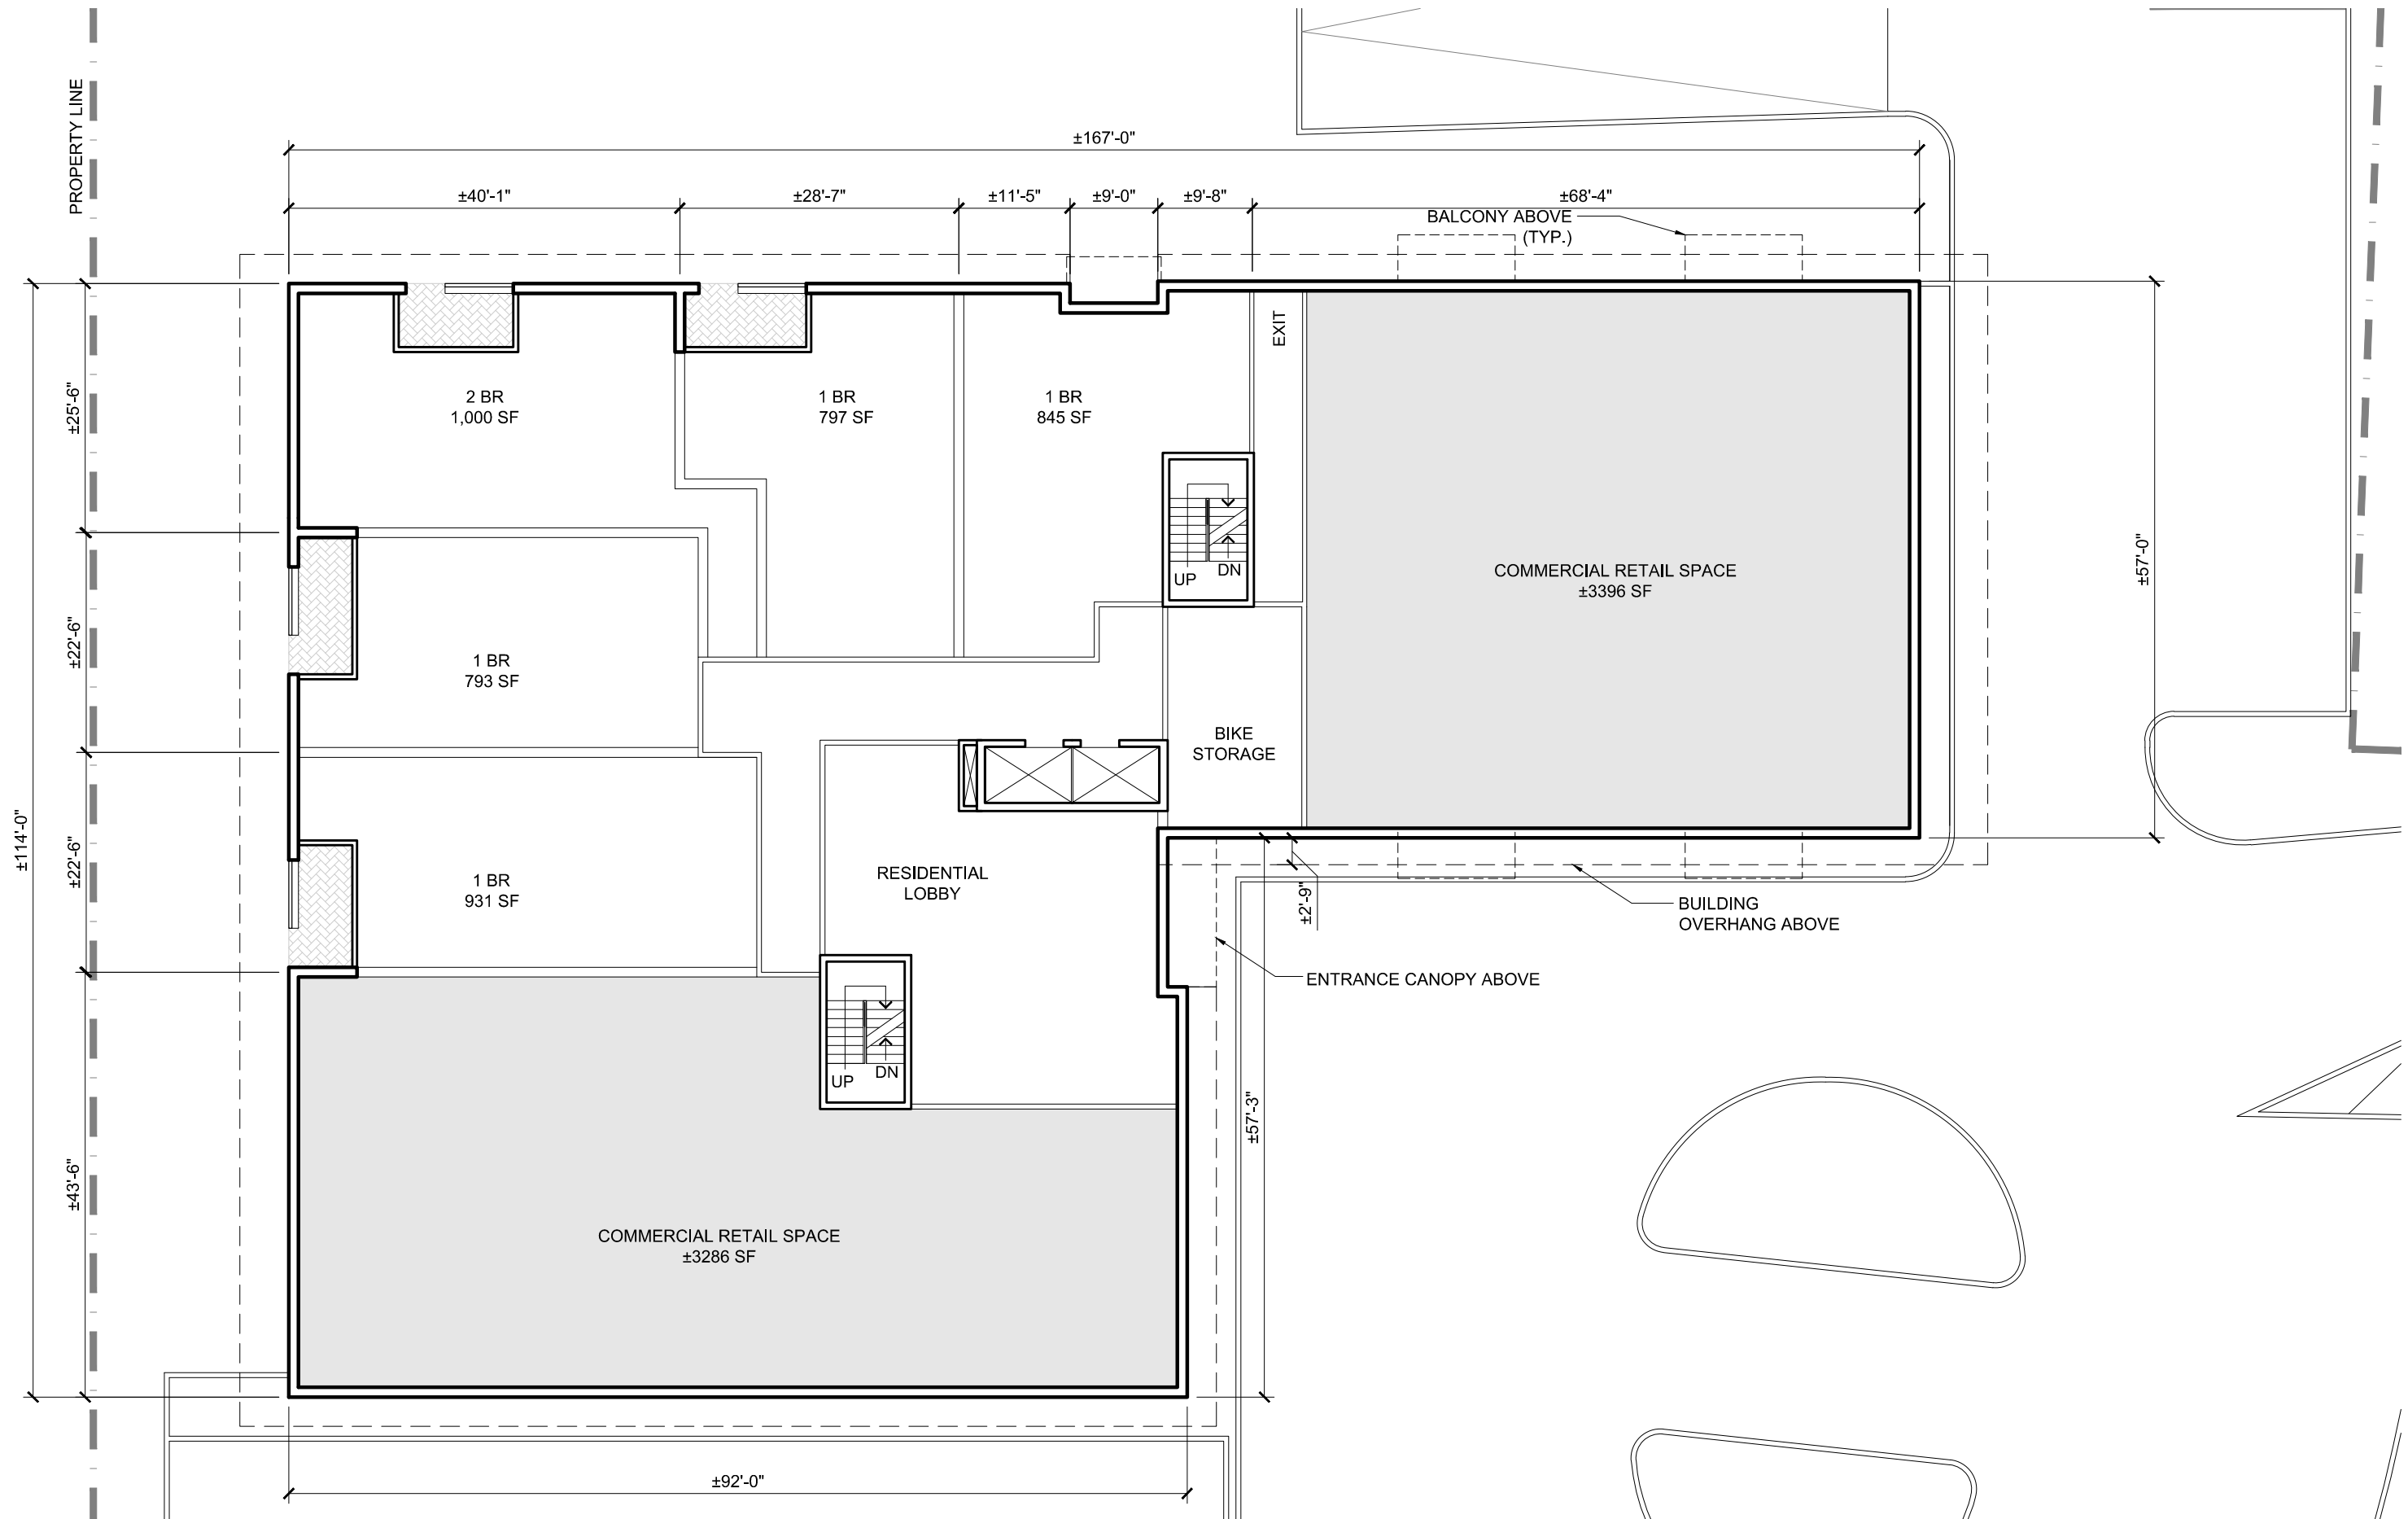 PROPERTY LINE
±167'-0"
±40'-1"
±28'-7"
±11'-5"
±9'-0"
±9'-8"
±68'-4"
BALCONY ABOVE
(TYP.)
EXIT
2 BR
1,000 SF
1 BR
797 SF
1 BR
845 SF
±25'-6"
UP
DN
COMMERCIAL RETAIL SPACE
±3396 SF
±57'-0"
±22'-6"
1 BR
793 SF
BIKE
STORAGE
±114'-0"
±22'-6"
1 BR
931 SF
RESIDENTIAL
LOBBY
±2'-9"
BUILDING
OVERHANG ABOVE
ENTRANCE CANOPY ABOVE
UP
DN
±57'-3"
±43'-6"
COMMERCIAL RETAIL SPACE
±3286 SF
±92'-0"